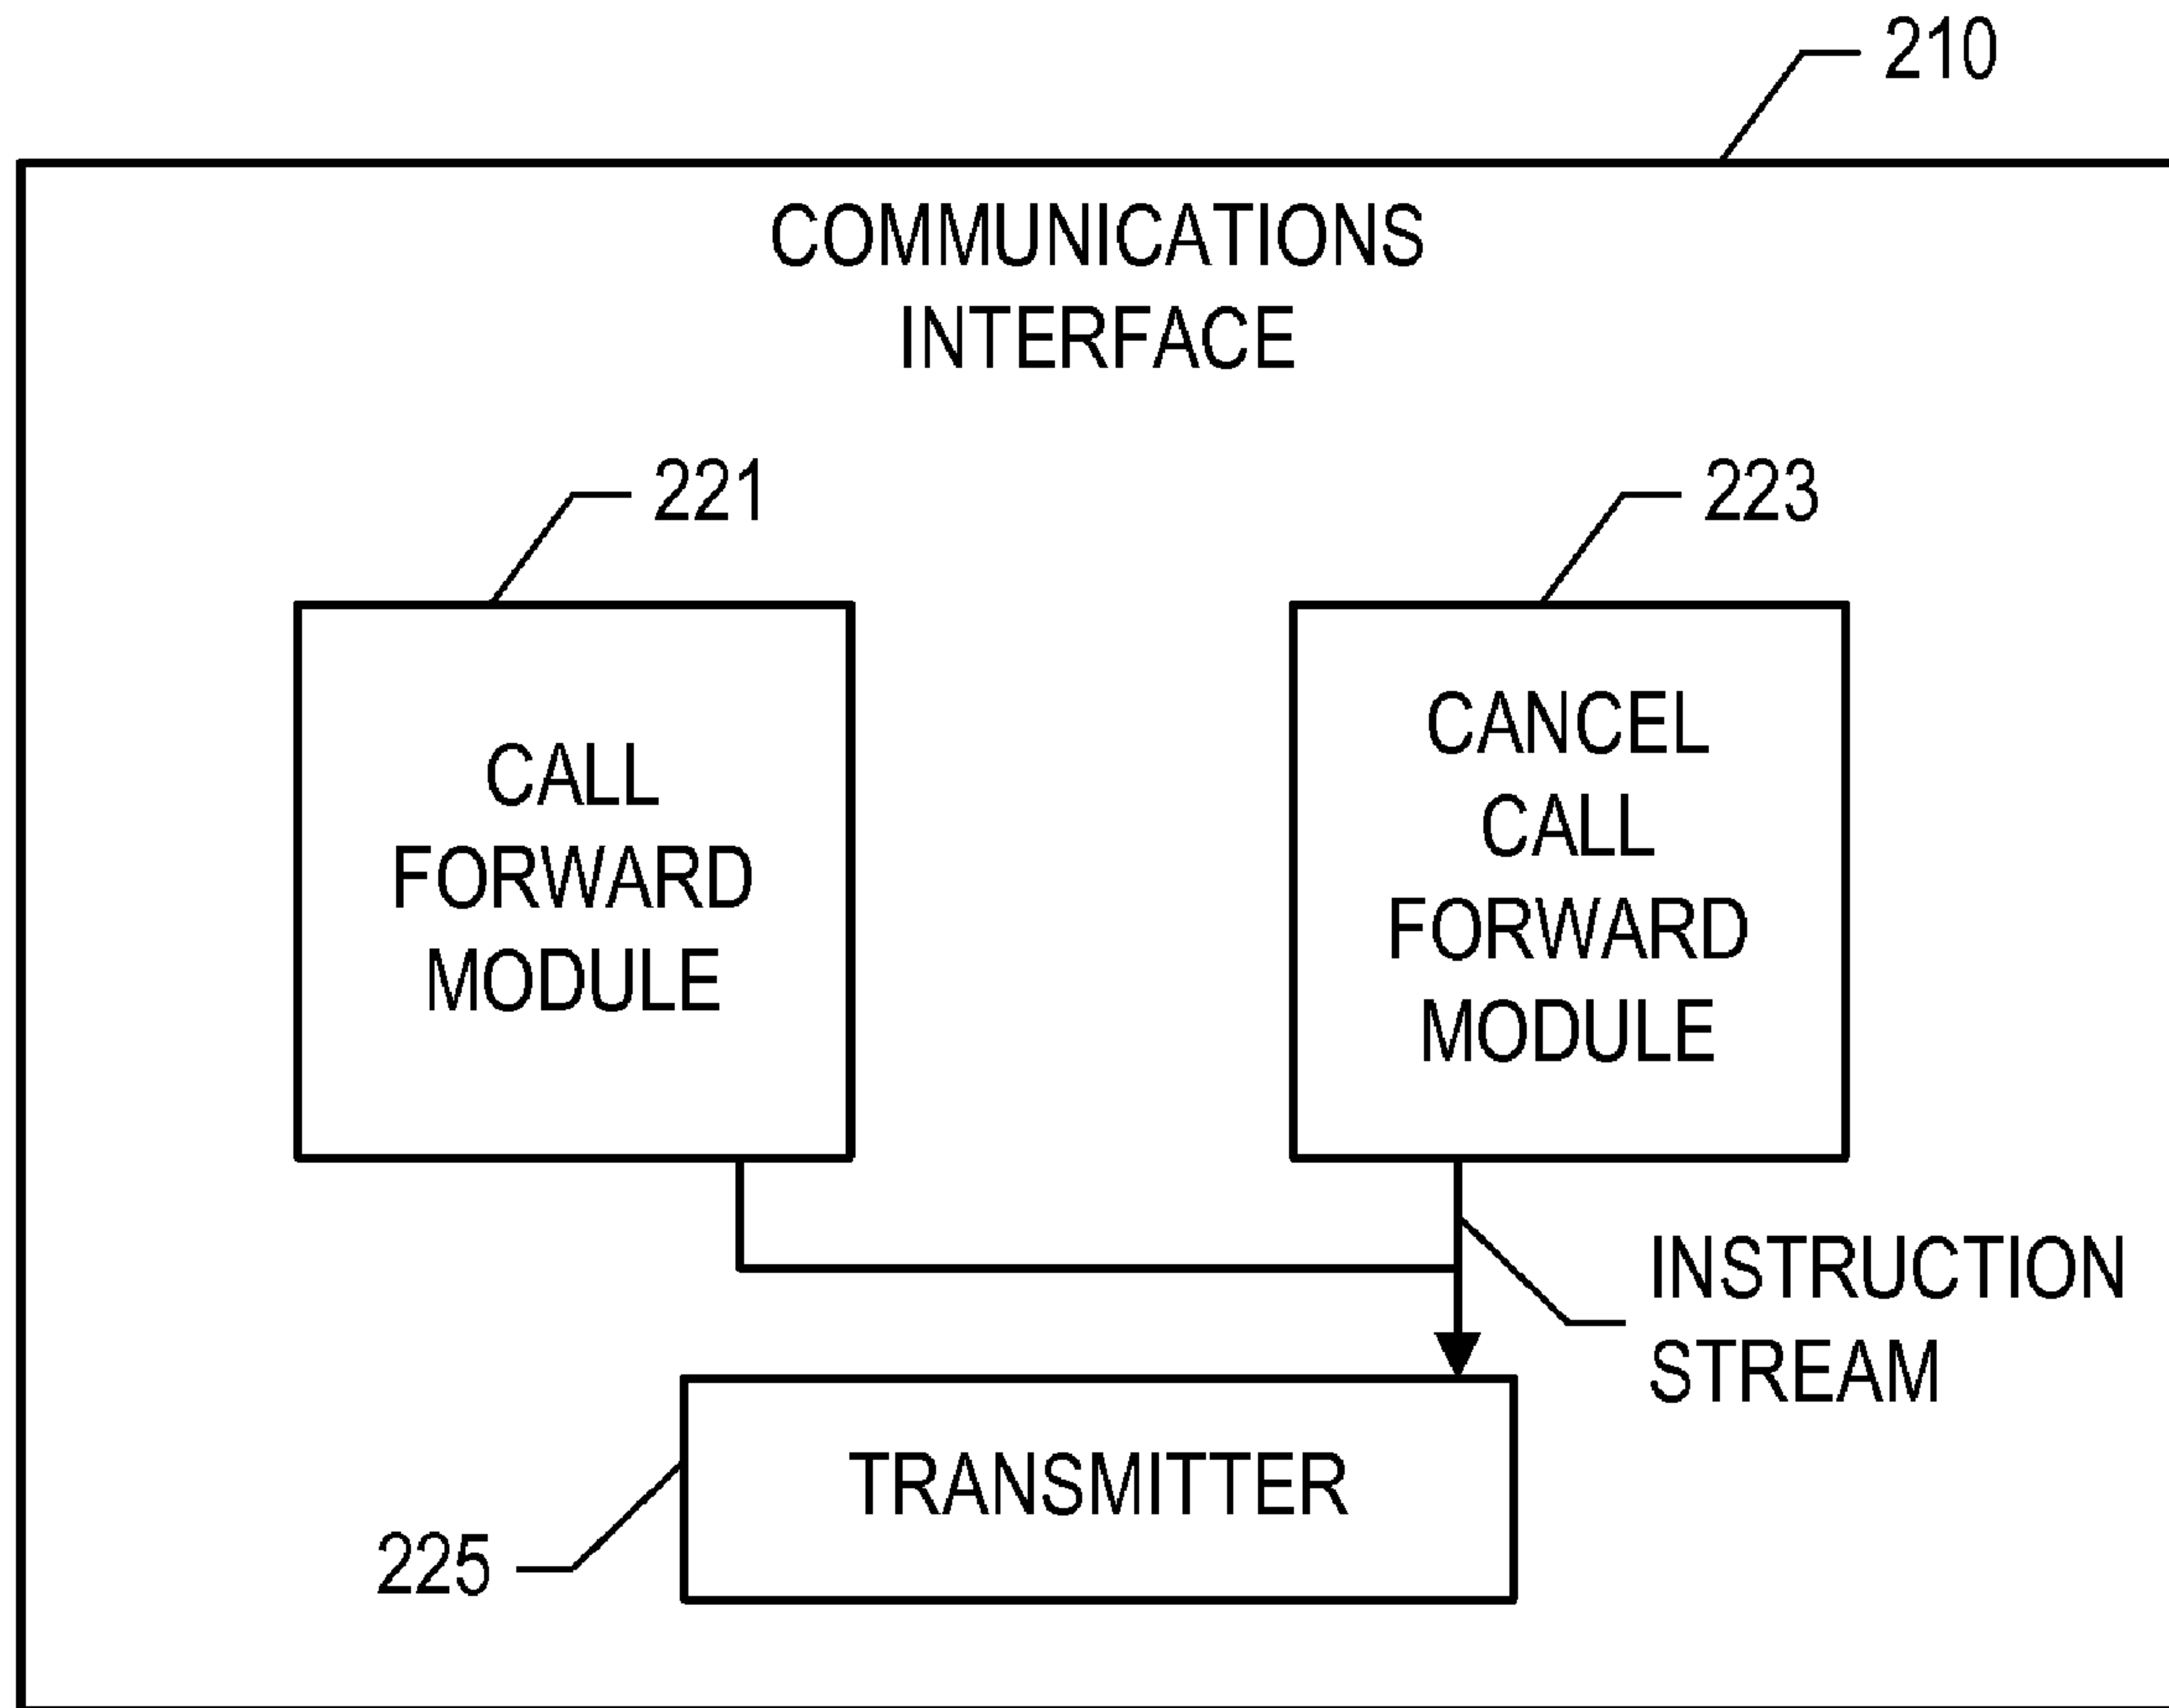 210
COMMUNICATIONS
INTERFACE
221
223
CALL
FORWARD
MODULE
CANCEL
CALL
FORWARD
MODULE
INSTRUCTION
STREAM
TRANSMITTER
225